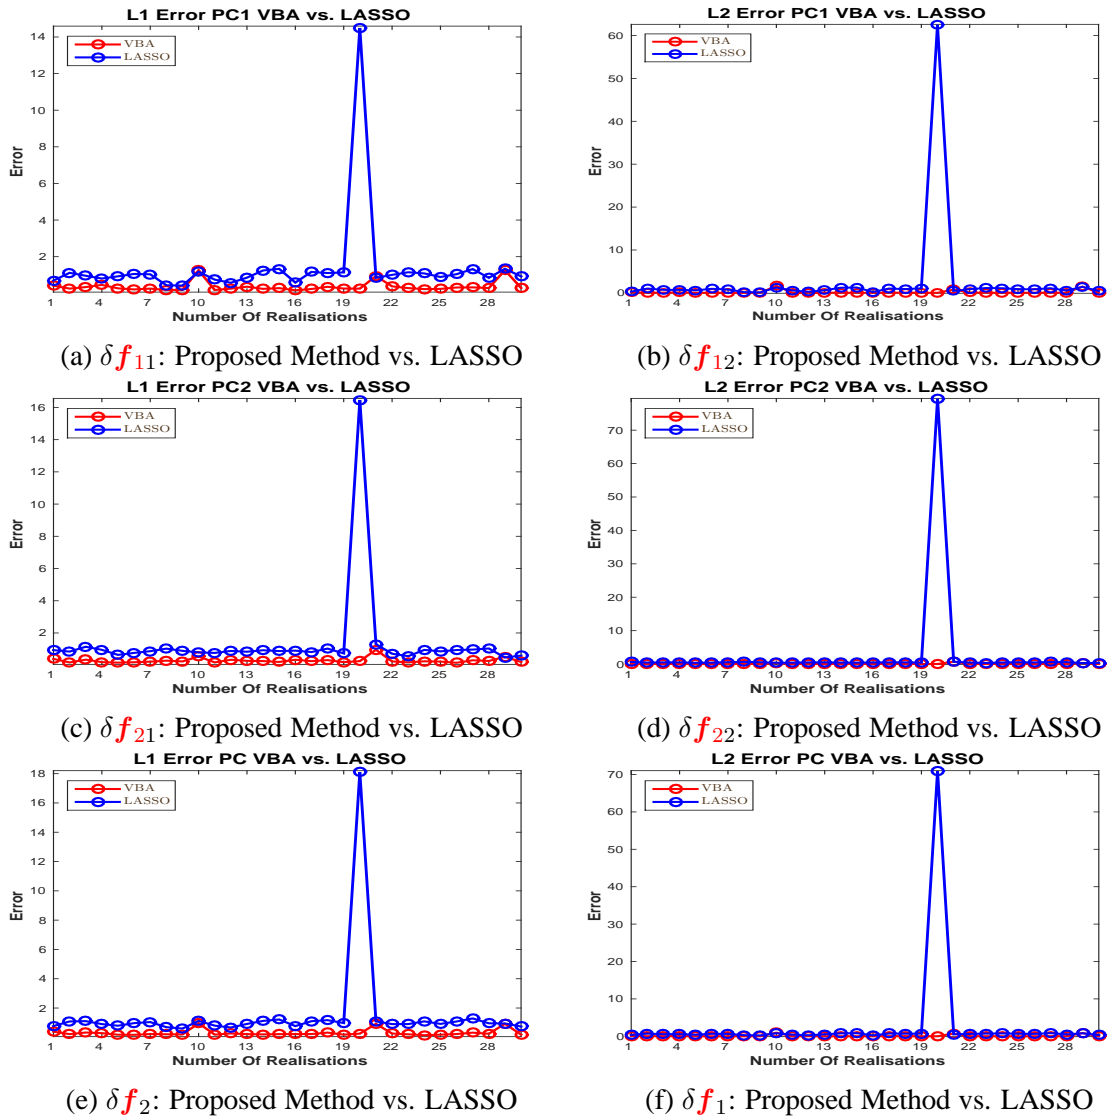 L1 Error PC1 VBA vs. LASSO
VBA
LASSO
Error
14
12
10
8
6
4
2
1 4 7 10 13 16 19 22 25 28
Number Of Realisations
(a) δf₁₁: Proposed Method vs. LASSO
L2 Error PC1 VBA vs. LASSO
VBA
LASSO
Error
60
50
40
30
20
10
0
1 4 7 10 13 16 19 22 25 28
Number Of Realisations
(b) δf₁₂: Proposed Method vs. LASSO
L1 Error PC2 VBA vs. LASSO
VBA
LASSO
Error
16
14
12
10
8
6
4
2
1 4 7 10 13 16 19 22 25 28
Number Of Realisations
(c) δf₂₁: Proposed Method vs. LASSO
L2 Error PC2 VBA vs. LASSO
VBA
LASSO
Error
70
60
50
40
30
20
10
0
1 4 7 10 13 16 19 22 25 28
Number Of Realisations
(d) δf₂₂: Proposed Method vs. LASSO
L1 Error PC VBA vs. LASSO
VBA
LASSO
Error
18
16
14
12
10
8
6
4
2
1 4 7 10 13 16 19 22 25 28
Number Of Realisations
(e) δf₂: Proposed Method vs. LASSO
L2 Error PC VBA vs. LASSO
VBA
LASSO
Error
70
60
50
40
30
20
10
0
1 4 7 10 13 16 19 22 25 28
Number Of Realisations
(f) δf₁: Proposed Method vs. LASSO